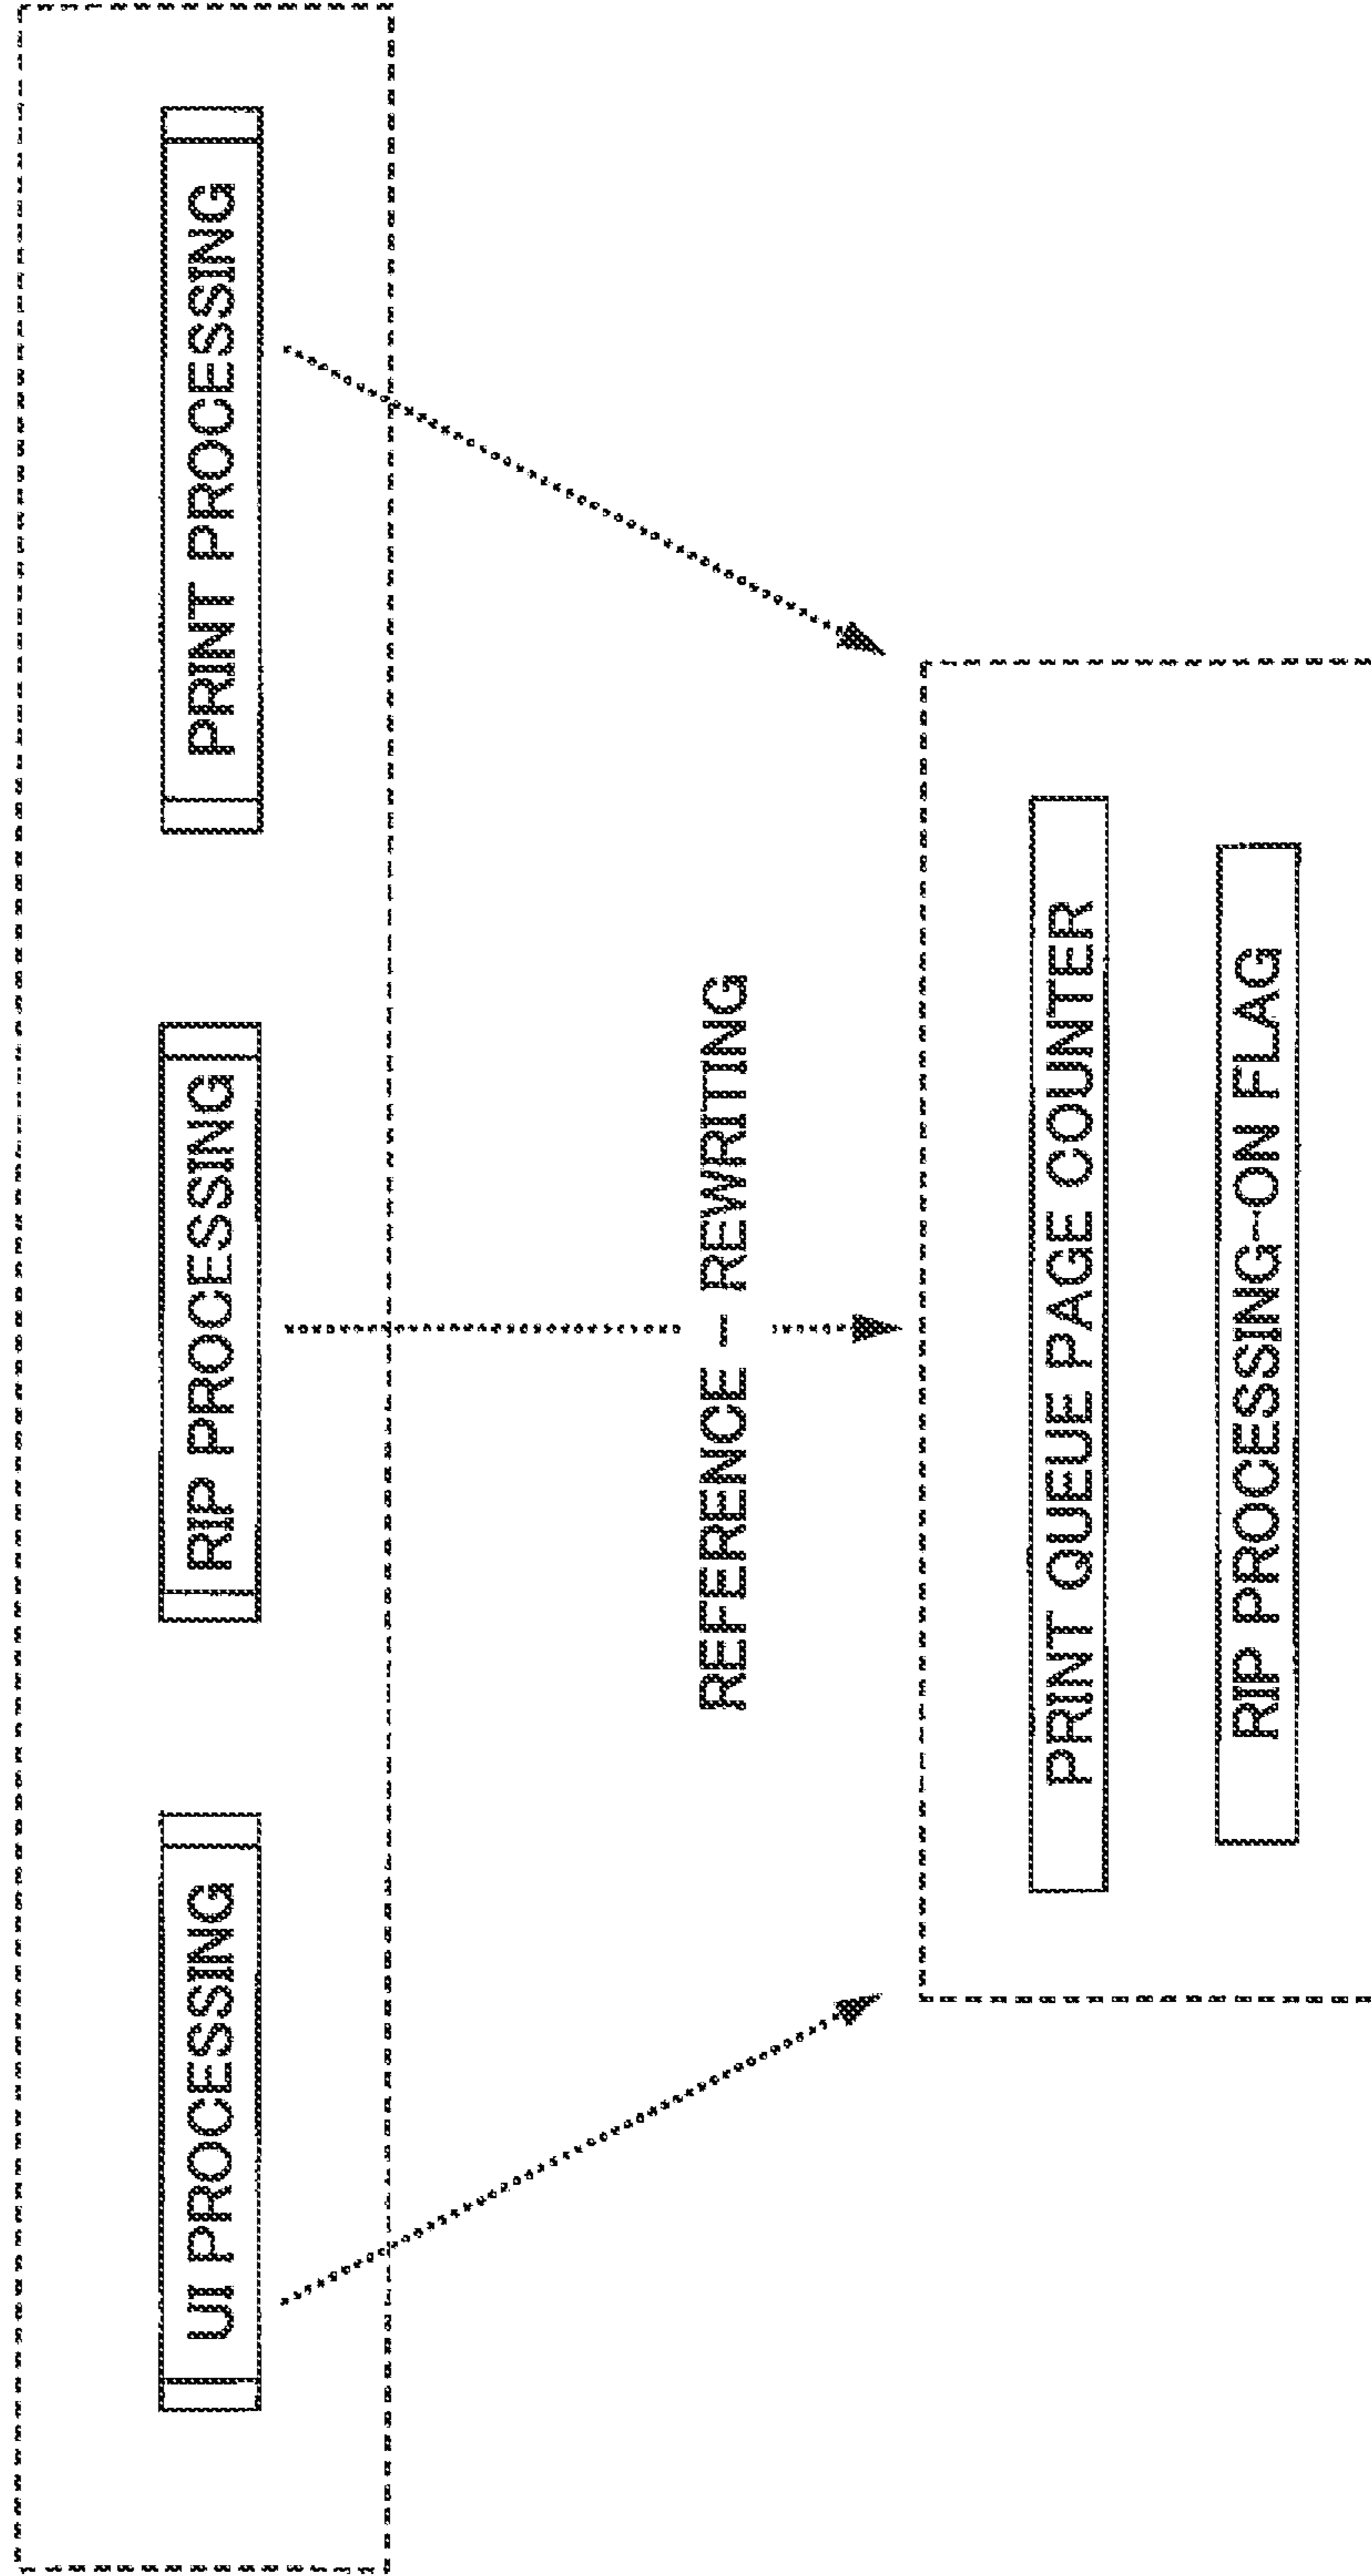 UI PROCESSING
RIP PROCESSING
PRINT PROCESSING
REFERENCE – REWRITING
PRINT QUEUE PAGE COUNTER
RIP PROCESSING-ON FLAG